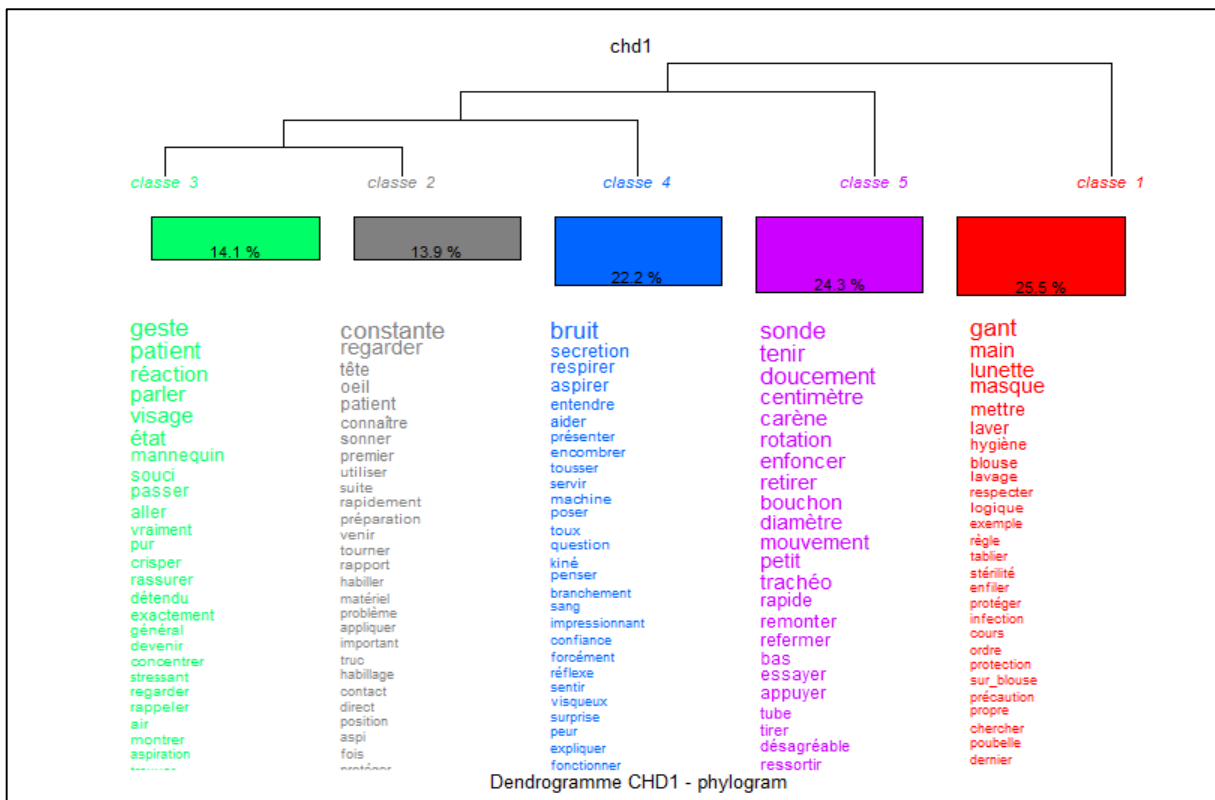 chd1
classe 3
classe 2
classe 4
classe 5
classe 1
14.1 %
13.9 %
22.2 %
24.3 %
25.5 %
geste
patient
réaction
parler
visage
état
mannequin
souci
passer
aller
vraiment
pur
crisper
rassurer
détendu
exactement
général
devenir
concentrer
stressant
regarder
rappeler
air
montrer
aspiration
constante
regarder
tête
oeil
patient
connaître
sonner
premier
utiliser
suite
rapidement
préparation
venir
tourner
rapport
habiller
matériel
problème
appliquer
important
truc
habillage
contact
direct
position
aspi
fois
protéger
bruit
secretion
respirer
aspirer
entendre
aider
présenter
encombrer
tousser
servir
machine
poser
toux
question
kiné
penser
branchement
sang
impressionnant
confiance
forcément
réflexe
sentir
visqueux
surprise
peur
expliquer
fonctionner
sonde
tenir
doucement
centimètre
carène
rotation
enfoncer
retirer
bouchon
diamètre
mouvement
petit
trachéo
rapide
remonter
refermer
bas
essayer
appuyer
tube
tirer
désagréable
ressortir
gant
main
lunette
masque
mettre
laver
hygiène
blouse
lavage
respecter
logique
exemple
règle
tablier
stérilité
enfiler
protéger
infection
cours
ordre
protection
sur_blouse
précaution
propre
chercher
poubelle
dernier
Dendrogramme CHD1 - phylogram